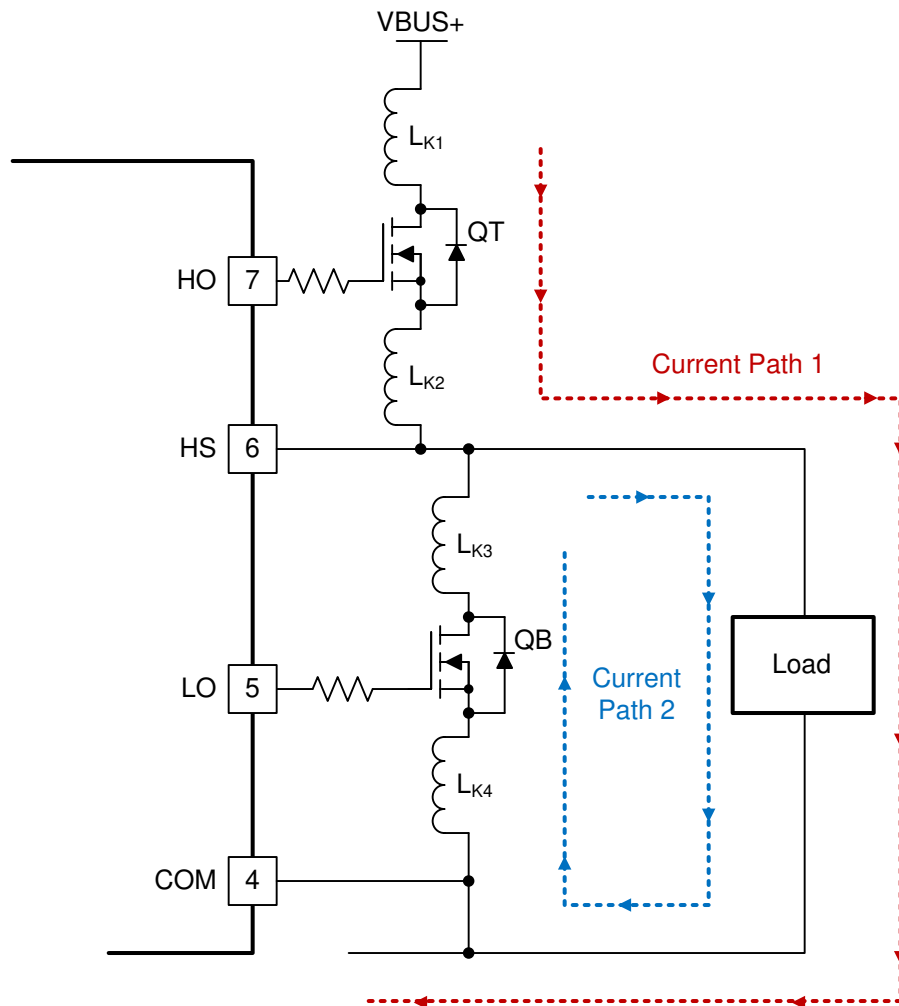 VBUS+
LK1
QT
HO 7
LK2
Current Path 1
HS 6
LK3
QB
LO 5
Load
Current
Path 2
LK4
COM 4